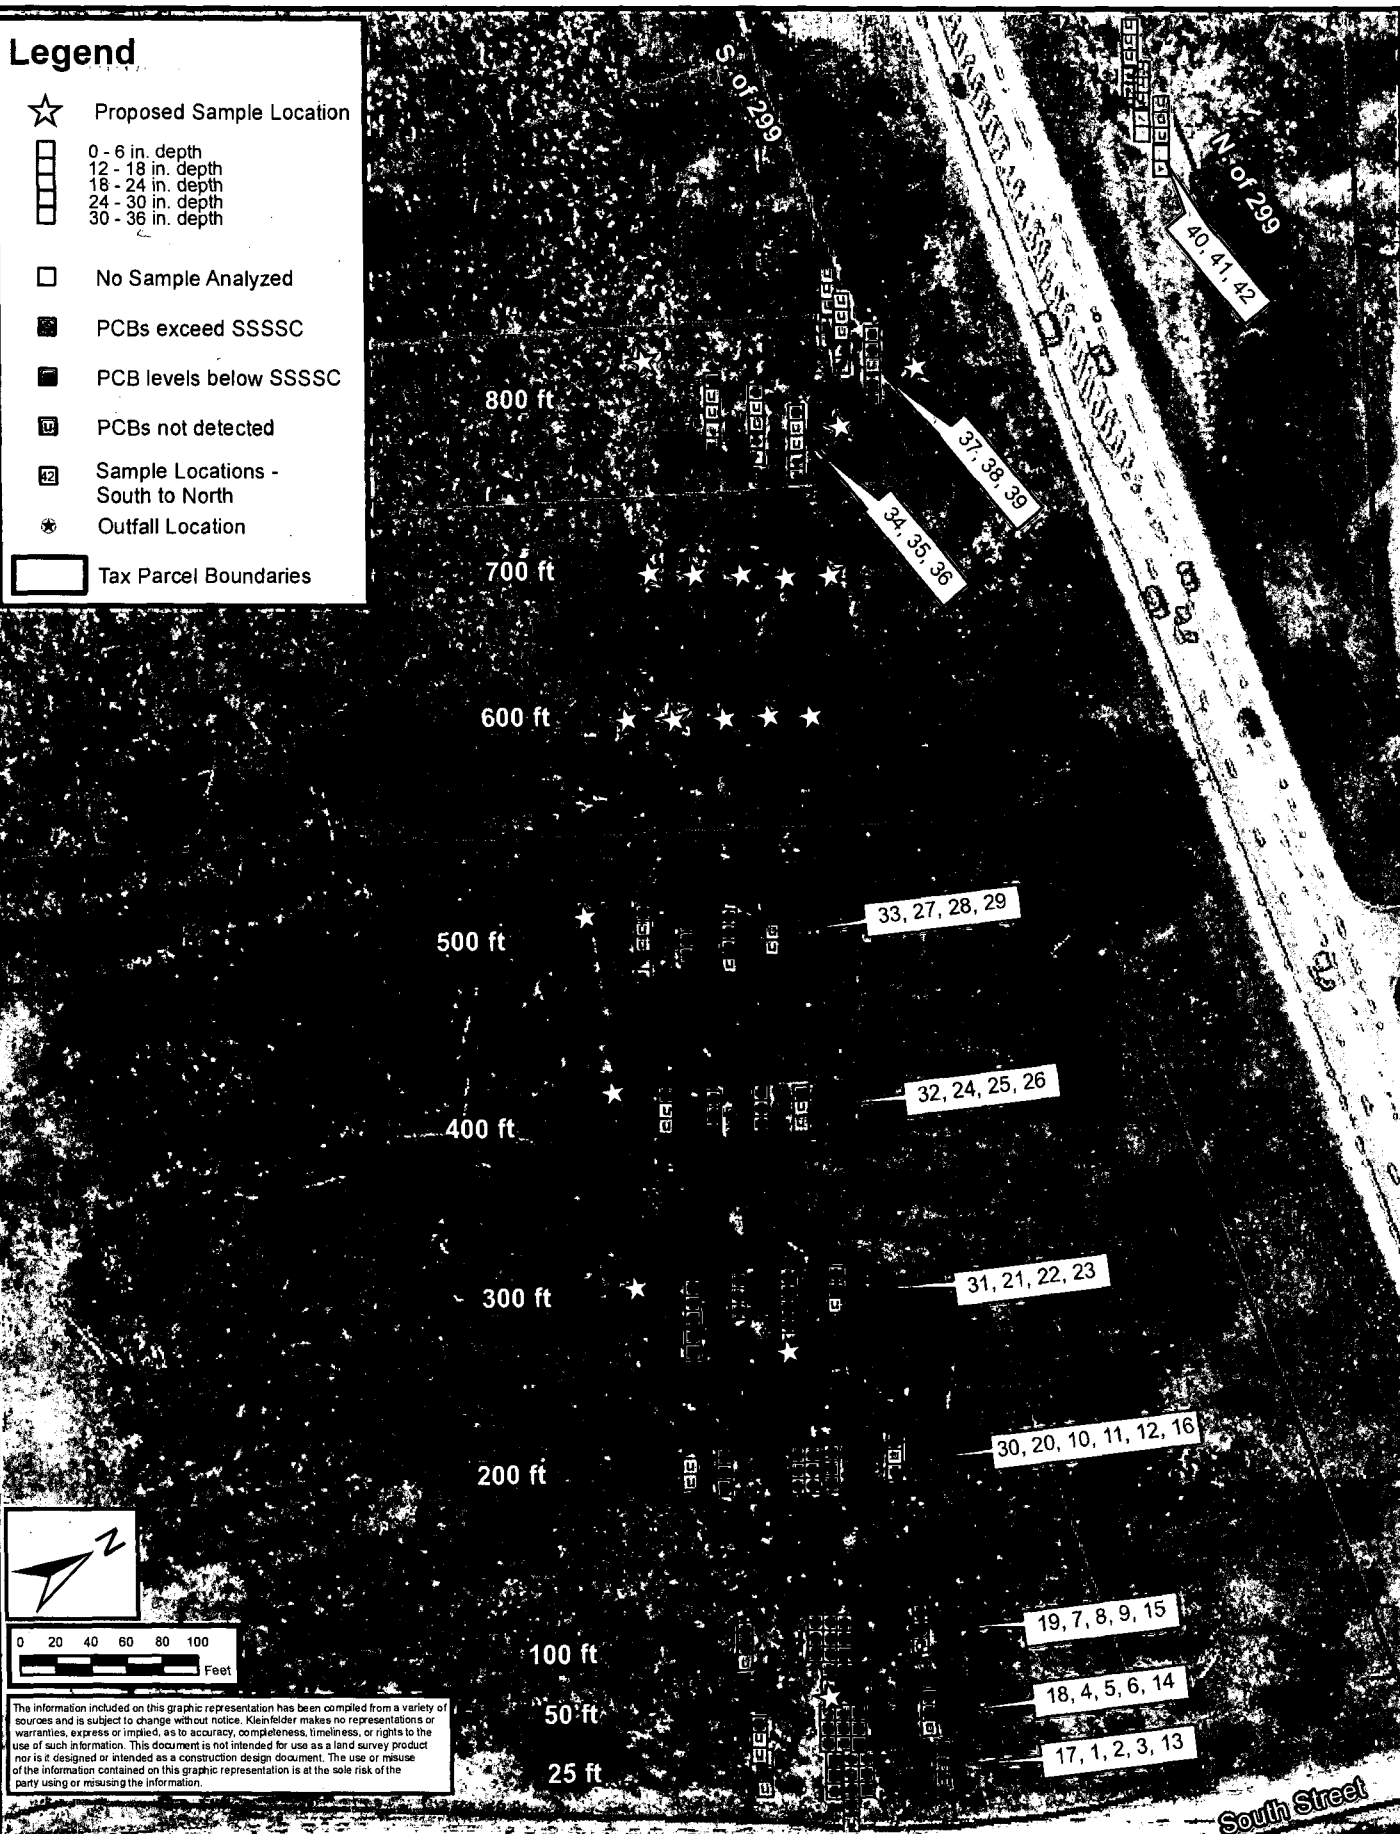 Legend
Proposed Sample Location
0 - 6 in. depth
12 - 18 in. depth
18 - 24 in. depth
24 - 30 in. depth
30 - 36 in. depth
No Sample Analyzed
PCBs exceed SSSSC
PCB levels below SSSSC
U
PCBs not detected
42
Sample Locations -
South to North
Outfall Location
Tax Parcel Boundaries
S of 299
N of 299
40, 41, 42
800 ft
37, 38, 39
34, 35, 36
700 ft
600 ft
33, 27, 28, 29
500 ft
32, 24, 25, 26
400 ft
31, 21, 22, 23
300 ft
30, 20, 10, 11, 12, 16
200 ft
N
19, 7, 8, 9, 15
100 ft
0 20 40 60 80 100
Feet
18, 4, 5, 6, 14
50 ft
17, 1, 2, 3, 13
25 ft
The information included on this graphic representation has been compiled from a variety of
sources and is subject to change without notice. Kleinfelder makes no representations or
warranties, express or implied, as to accuracy, completeness, timeliness, or rights to the
use of such information. This document is not intended for use as a land survey product
nor is it designed or intended as a construction design document. The use or misuse
of the information contained on this graphic representation is at the sole risk of the
party using or misusing the information.
South Street